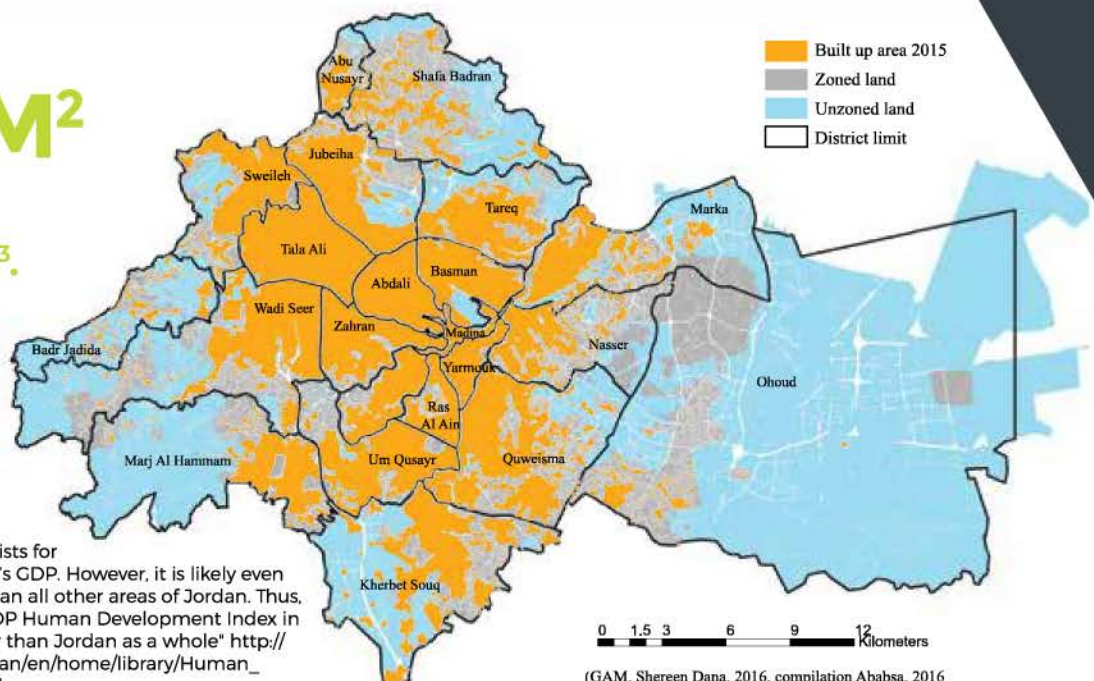 M²
3.
Built up area 2015
Zoned land
Unzoned land
District limit
Abu
Nusayr
Shafa Badran
Jubeiha
Sweileh
Tareq
Marka
Tala Ali
Basman
Abdali
Wadi Seer
Zahran
Madina
Nasser
Badr Jadida
Yarmouk
Ohoud
Ras
Al Ain
Marj Al Hammam
Um Qusayr
Quweisma
Kherbet Souq
ists for
's GDP. However, it is likely even
an all other areas of Jordan. Thus,
DP Human Development Index in
r than Jordan as a whole" http://
an/en/home/library/Human_
0 1.5 3 6 9 12
Kilometers
(GAM, Shereen Dana, 2016, compilation Ababsa, 2016